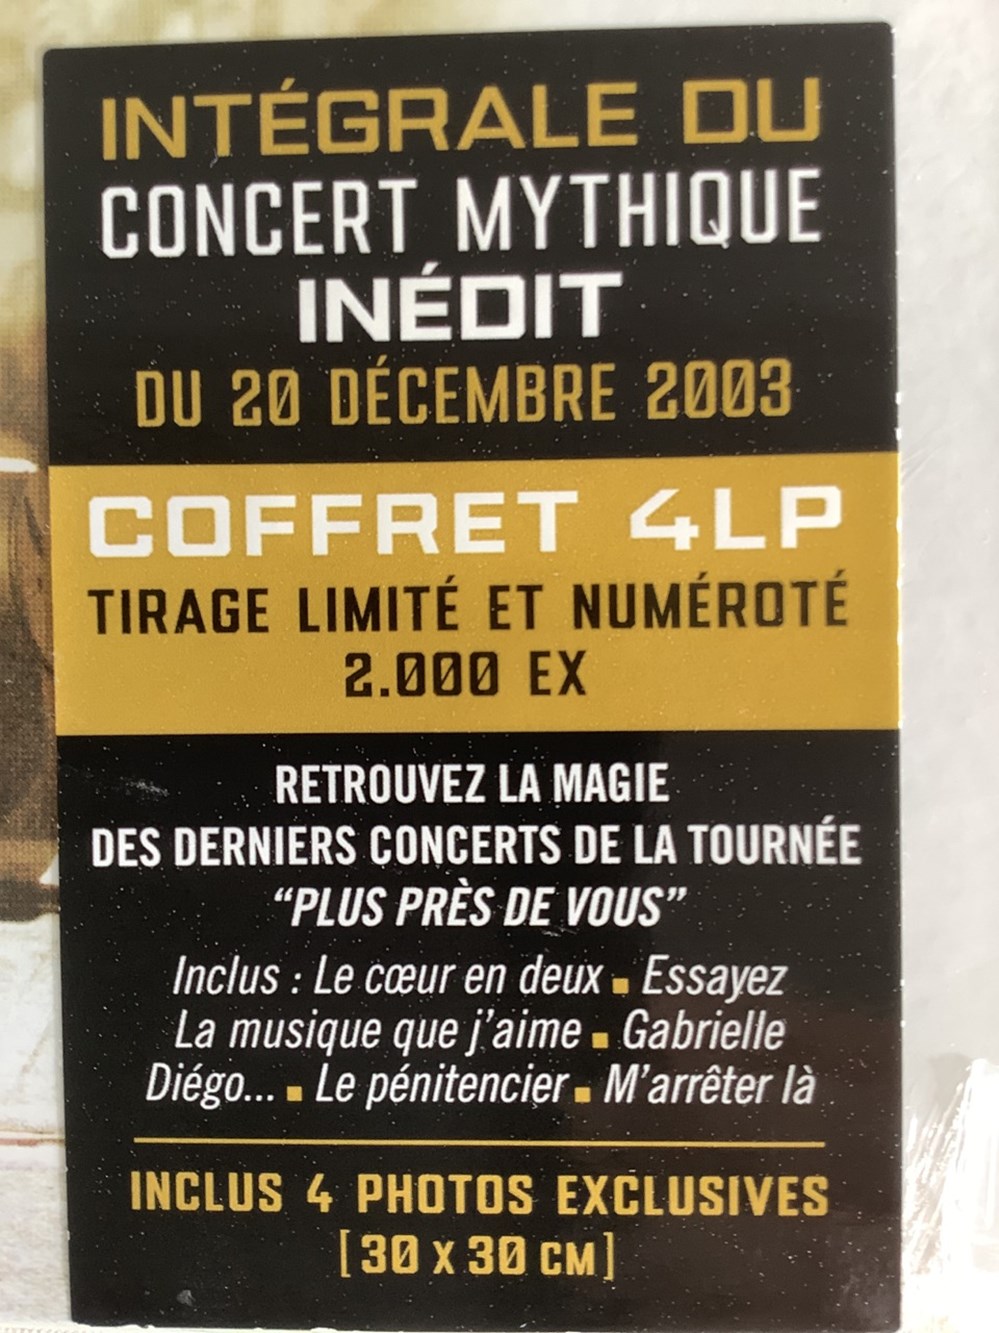 INTÉGRALE DU
CONCERT MYTHIQUE
INÉDIT
DU 20 DÉCEMBRE 2003
COFFRET 4LP
TIRAGE LIMITÉ ET NUMÉROTÉ
2.000 EX
RETROUVEZ LA MAGIE
DES DERNIERS CONCERTS DE LA TOURNÉE
“PLUS PRÈS DE VOUS”
Inclus : Le cœur en deux ■ Essayez
La musique que j’aime ■ Gabrielle
Diégo... ■ Le pénitencier ■ M’arrêter là
INCLUS 4 PHOTOS EXCLUSIVES
[30 X 30 CM]